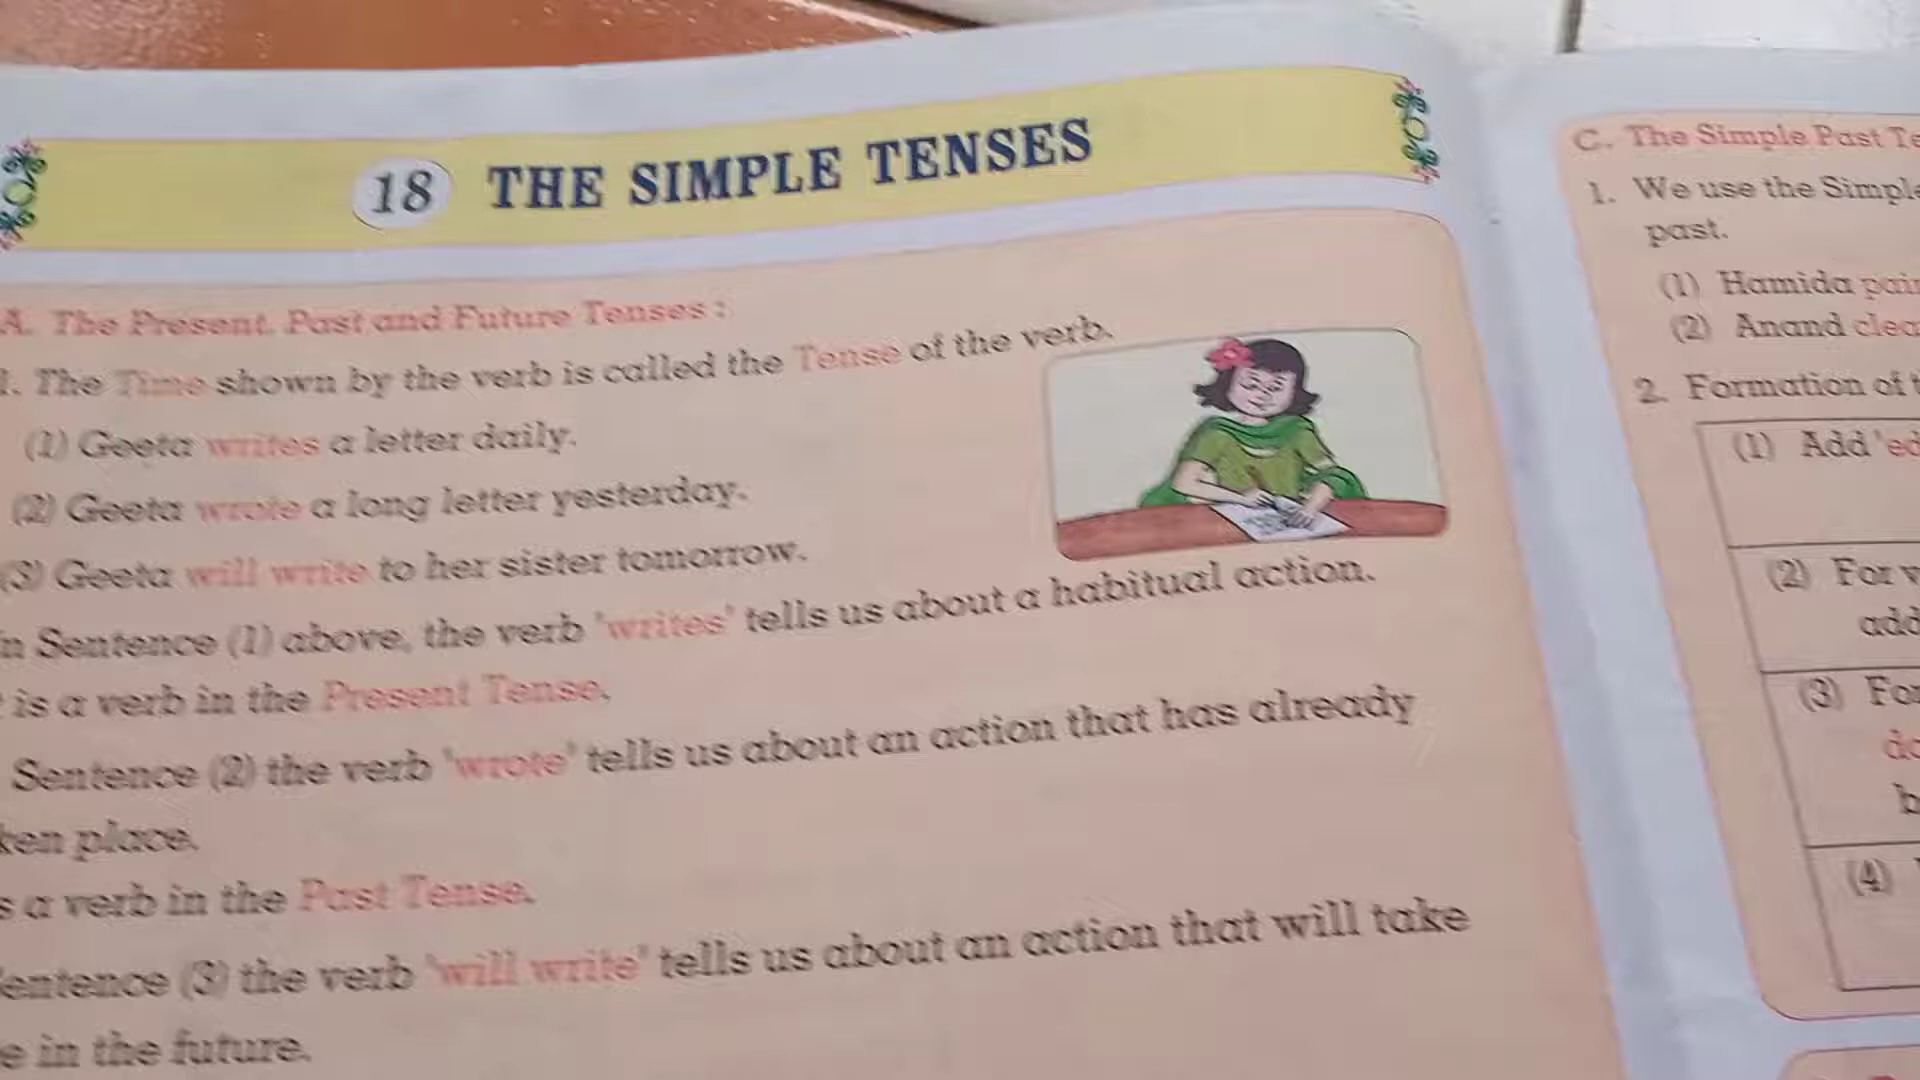 18 THE SIMPLE TENSES
A. The Present, Past and Future Tenses :
1. The Time shown by the verb is called the Tense of the verb.
(1) Geeta writes a letter daily.
(2) Geeta wrote a long letter yesterday.
(3) Geeta will write to her sister tomorrow.
Sentence (1) above, the verb 'writes' tells us about a habitual action.
is a verb in the Present Tense.
Sentence (2) the verb 'wrote' tells us about an action that has already
place.
a verb in the Past Tense.
(3) the verb 'will write' tells us about an action that will take
in the future.
C. The Simple Past
1. We use the Simple
past.
(1) Hamida
(2) Anand
2. Formation of
(1) Add 'ed
(2) For
add
(3) For
(4)